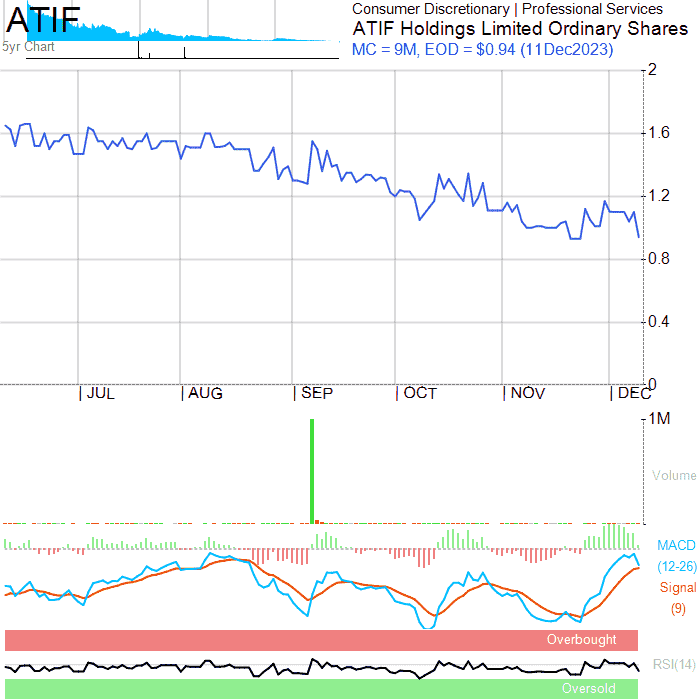 ATIF
5yr Chart
Consumer Discretionary | Professional Services
ATIF Holdings Limited Ordinary Shares
MC = 9M, EOD = $0.94 (11Dec2023)
2
1.6
1.2
0.8
0.4
0
JUL AUG SEP OCT NOV DEC
1M
Volume
MACD
(12-26)
Signal
(9)
Overbought
RSI(14)
Oversold